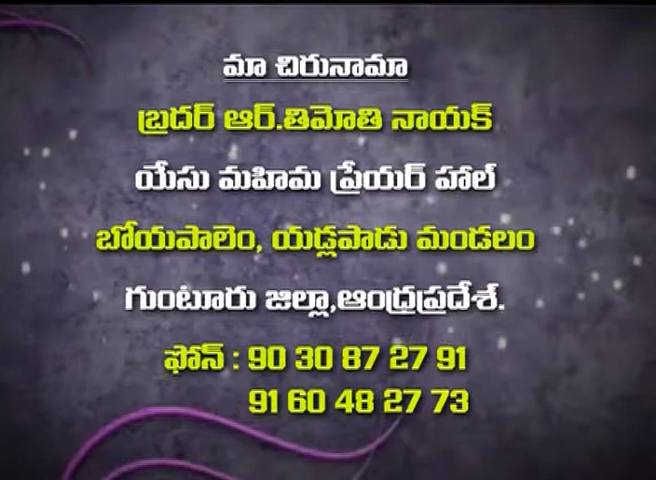 మా చిరునామా
బ్రదర్ ఆర్.తిమోతి నాయక్
యేసు మహిమ ప్రేయర్ హాల్
బోయపాలెం, యడ్లపాడు మండలం
గుంటూరు జిల్లా,ఆంధ్రప్రదేశ్.
ఫోన్ : 90 30 87 27 91
91 60 48 27 73